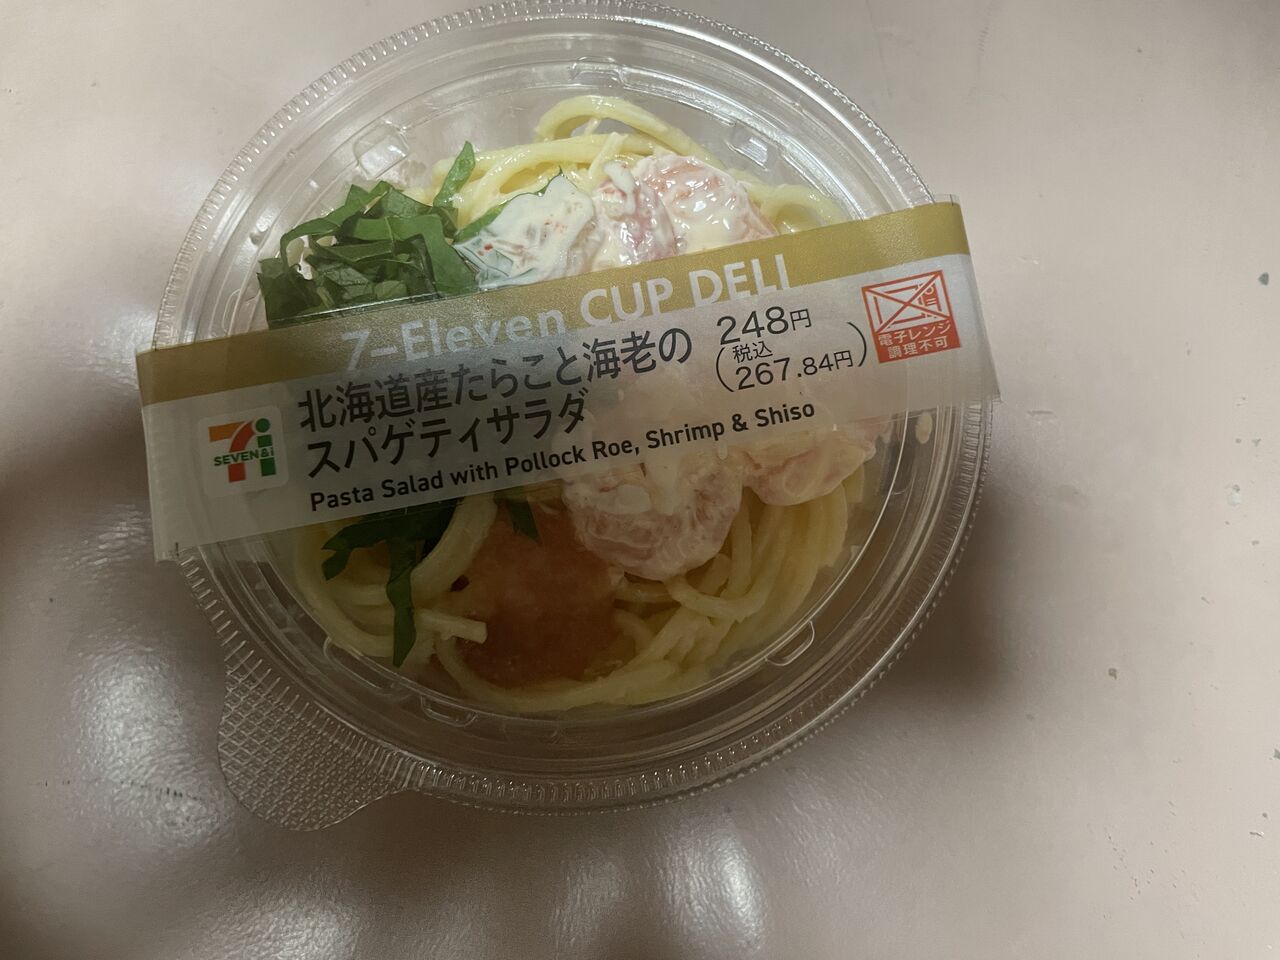 7-Eleven CUP DELI
北海道産たらこと海老の
スパゲティサラダ
248円
(税込
267.84円)
Pasta Salad with Pollock Roe, Shrimp & Shiso
電子レンジ
調理不可
7i
SEVEN&i